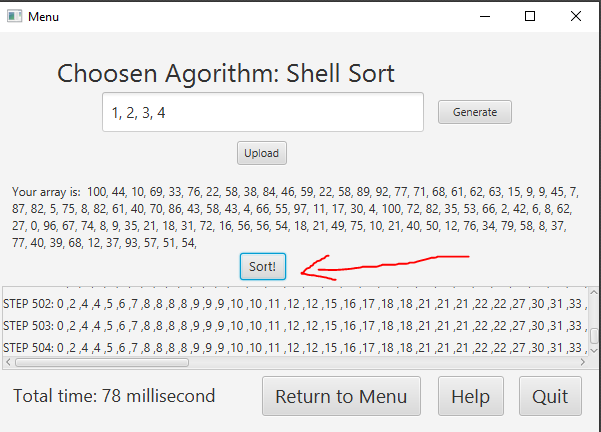 Menu
Choosen Agorithm: Shell Sort
1, 2, 3, 4
Generate
Upload
Your array is:  100, 44, 10, 69, 33, 76, 22, 58, 38, 84, 46, 59, 22, 58, 89, 92, 77, 71, 68, 61, 62, 63, 15, 9, 9, 45, 7,
87, 82, 5, 75, 8, 82, 61, 40, 70, 86, 43, 58, 43, 4, 66, 55, 97, 11, 17, 30, 4, 100, 72, 82, 35, 53, 66, 2, 42, 6, 8, 62,
27, 0, 96, 67, 74, 8, 9, 35, 21, 18, 31, 72, 16, 56, 56, 54, 18, 21, 49, 75, 10, 21, 40, 50, 12, 76, 34, 79, 58, 8, 37,
77, 40, 39, 68, 12, 37, 93, 57, 51, 54,
Sort!
STEP 502: 0 ,2 ,4 ,4 ,5 ,6 ,7 ,8 ,8 ,8 ,8 ,9 ,9 ,9 ,10 ,10 ,11 ,12 ,12 ,15 ,16 ,17 ,18 ,18 ,21 ,21 ,21 ,22 ,22 ,27 ,30 ,31 ,33 ,
STEP 503: 0 ,2 ,4 ,4 ,5 ,6 ,7 ,8 ,8 ,8 ,8 ,9 ,9 ,9 ,10 ,10 ,11 ,12 ,12 ,15 ,16 ,17 ,18 ,18 ,21 ,21 ,21 ,22 ,22 ,27 ,30 ,31 ,33 ,
STEP 504: 0 ,2 ,4 ,4 ,5 ,6 ,7 ,8 ,8 ,8 ,8 ,9 ,9 ,9 ,10 ,10 ,11 ,12 ,12 ,15 ,16 ,17 ,18 ,18 ,21 ,21 ,21 ,22 ,22 ,27 ,30 ,31 ,33 ,
Total time: 78 millisecond
Return to Menu
Help
Quit